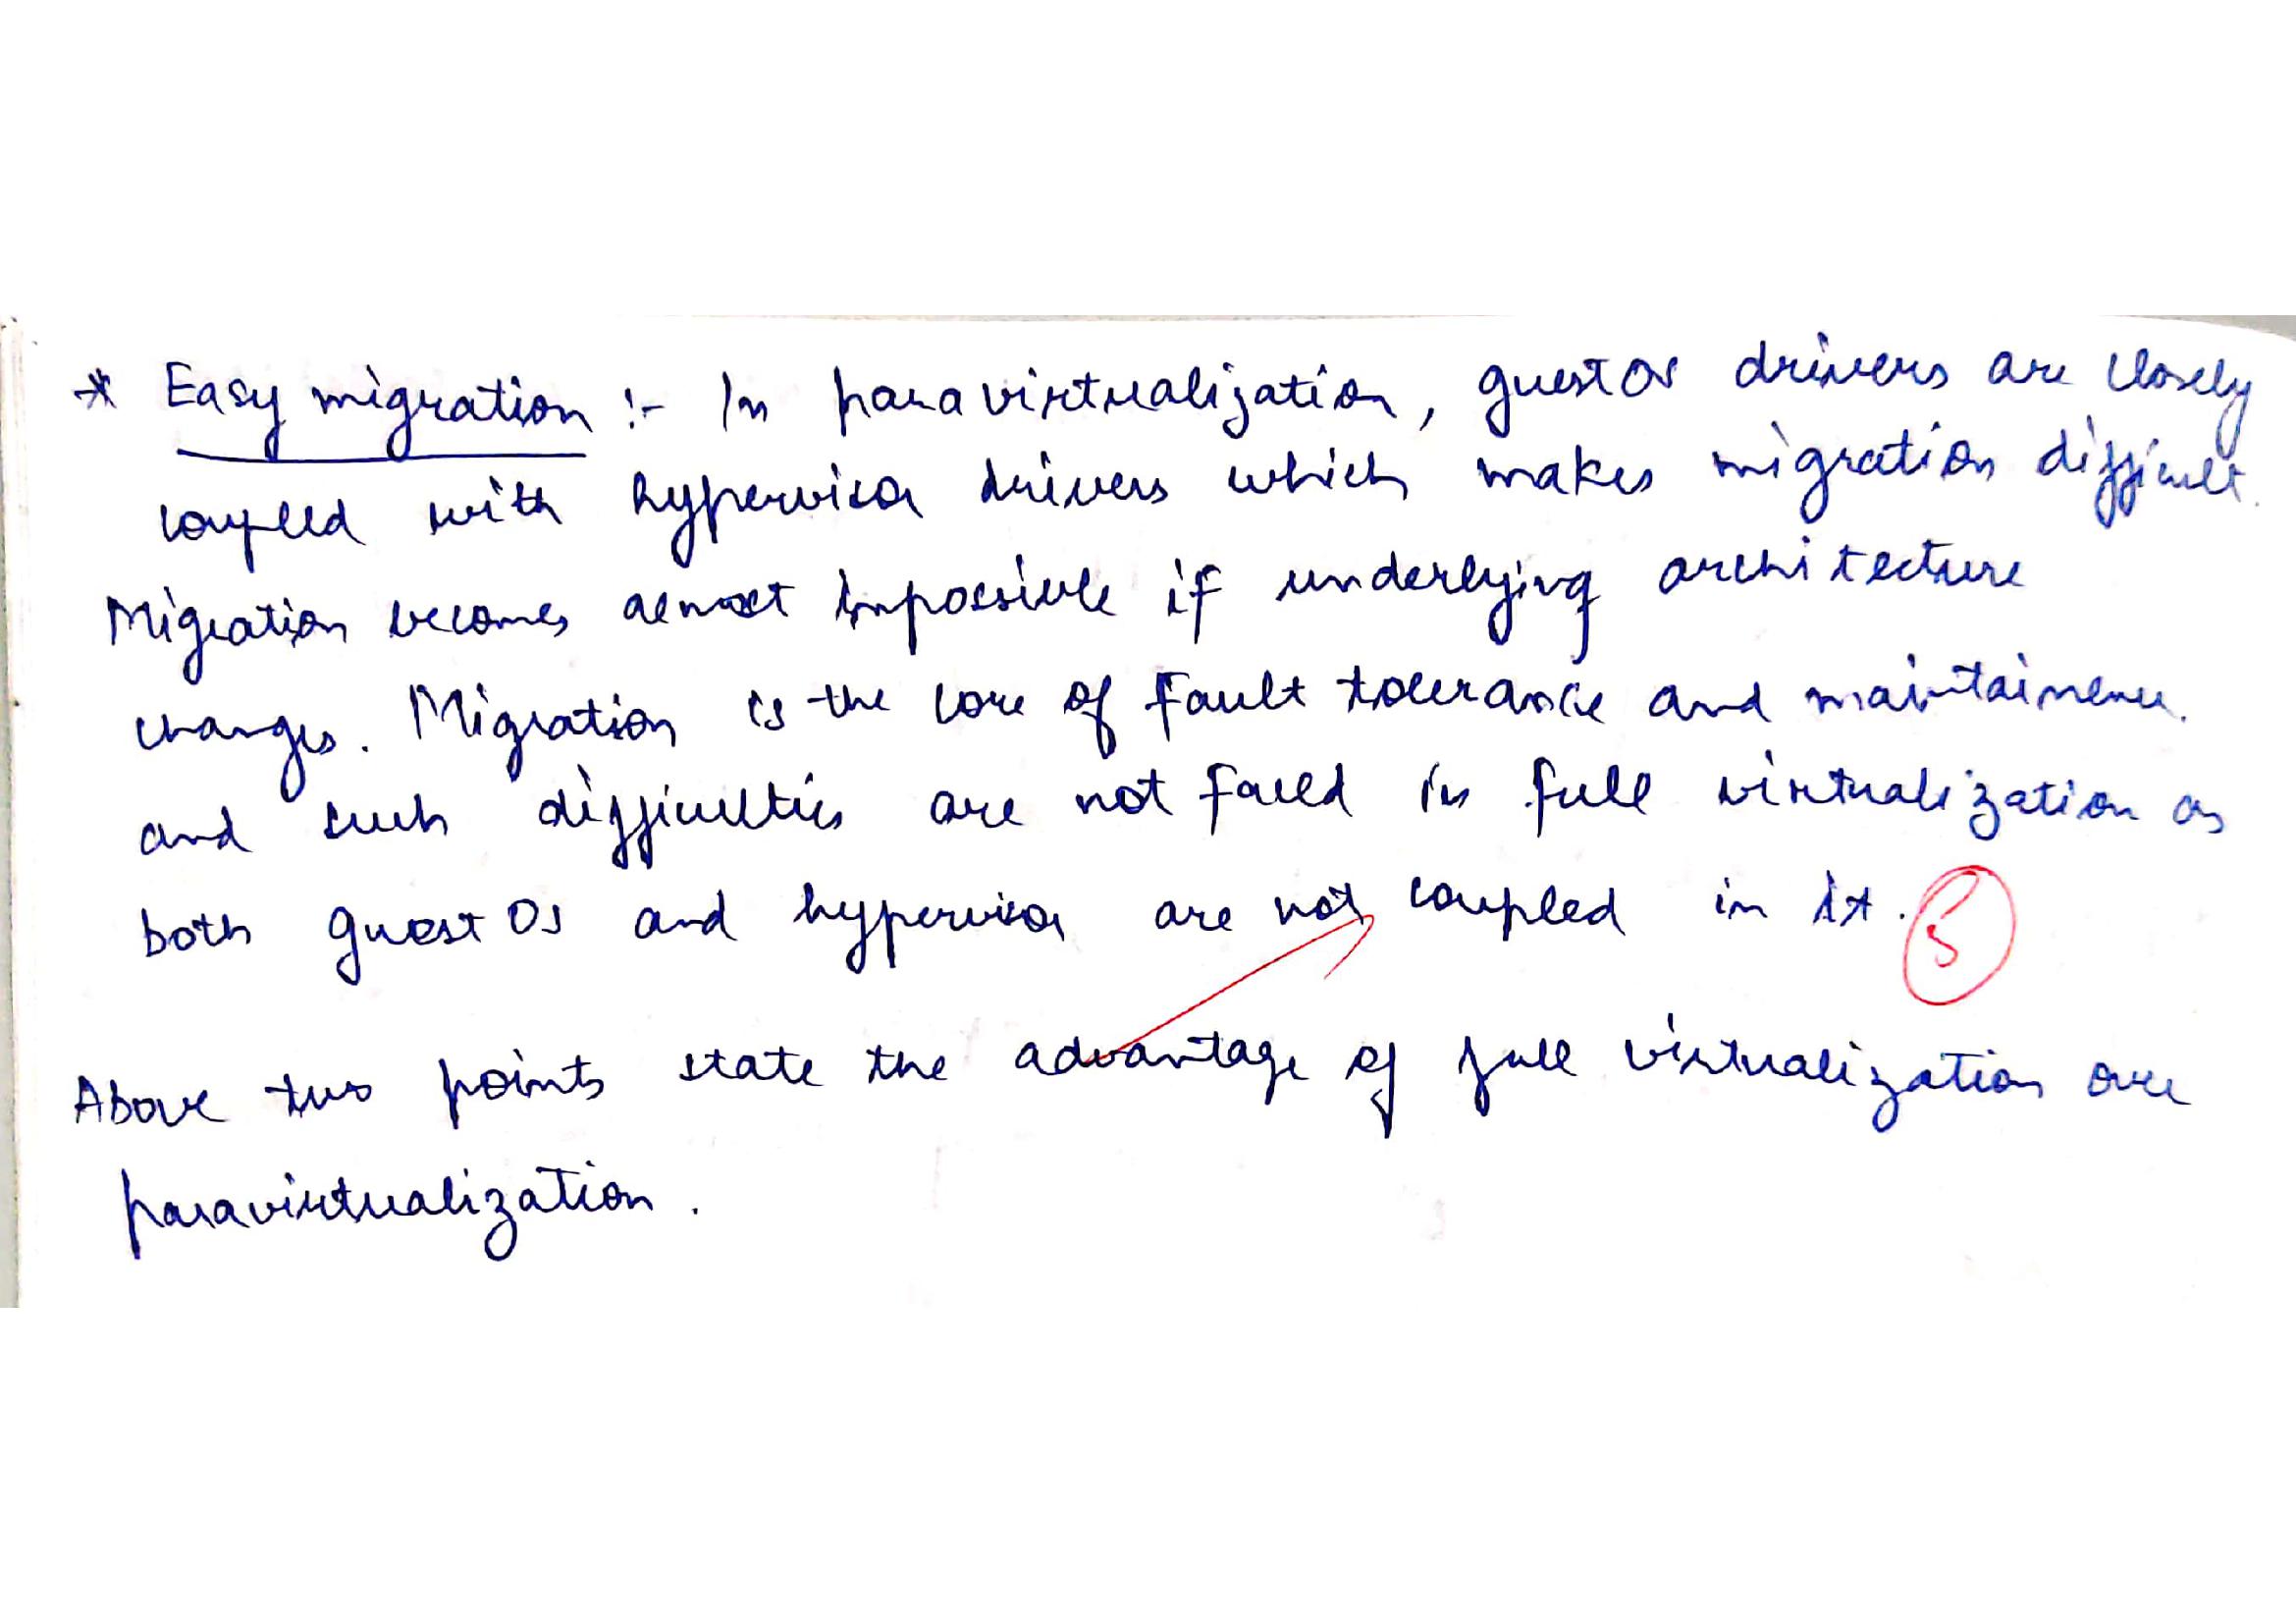 * Easy migration :- In paravirtualization, guest OS drivers are closely
coupled with hypervisor drivers which makes migration difficult.
Migration becomes almost impossible if underlying architecture
changes. Migration is the core of fault tolerance and maintainence.
and such difficulties are not faced in full virtualization as
both guest OS and hypervisor are not coupled in it. 5
Above two points state the advantage of full virtualization over
paravirtualization.